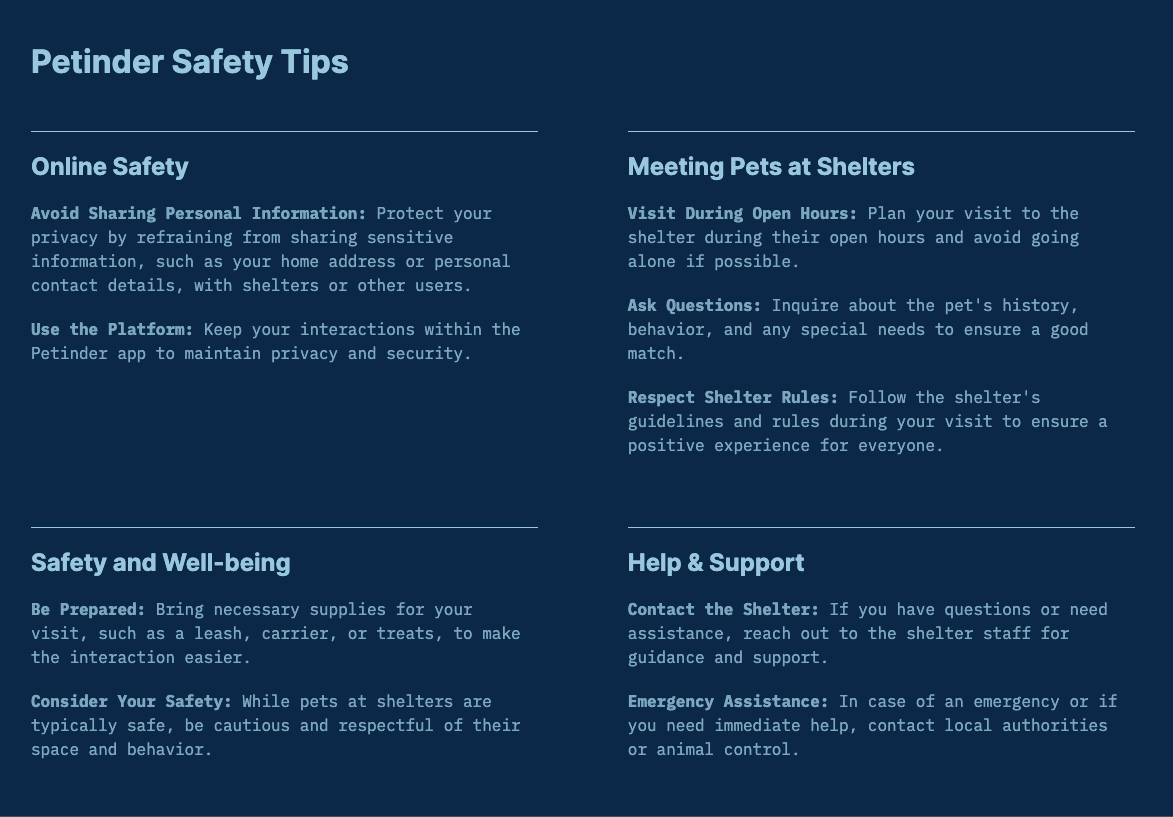 Petinder Safety Tips
Online Safety
Avoid Sharing Personal Information: Protect your
privacy by refraining from sharing sensitive
information, such as your home address or personal
contact details, with shelters or other users.
Use the Platform: Keep your interactions within the
Petinder app to maintain privacy and security.
Meeting Pets at Shelters
Visit During Open Hours: Plan your visit to the
shelter during their open hours and avoid going
alone if possible.
Ask Questions: Inquire about the pet's history,
behavior, and any special needs to ensure a good
match.
Respect Shelter Rules: Follow the shelter's
guidelines and rules during your visit to ensure a
positive experience for everyone.
Safety and Well-being
Be Prepared: Bring necessary supplies for your
visit, such as a leash, carrier, or treats, to make
the interaction easier.
Consider Your Safety: While pets at shelters are
typically safe, be cautious and respectful of their
space and behavior.
Help & Support
Contact the Shelter: If you have questions or need
assistance, reach out to the shelter staff for
guidance and support.
Emergency Assistance: In case of an emergency or if
you need immediate help, contact local authorities
or animal control.